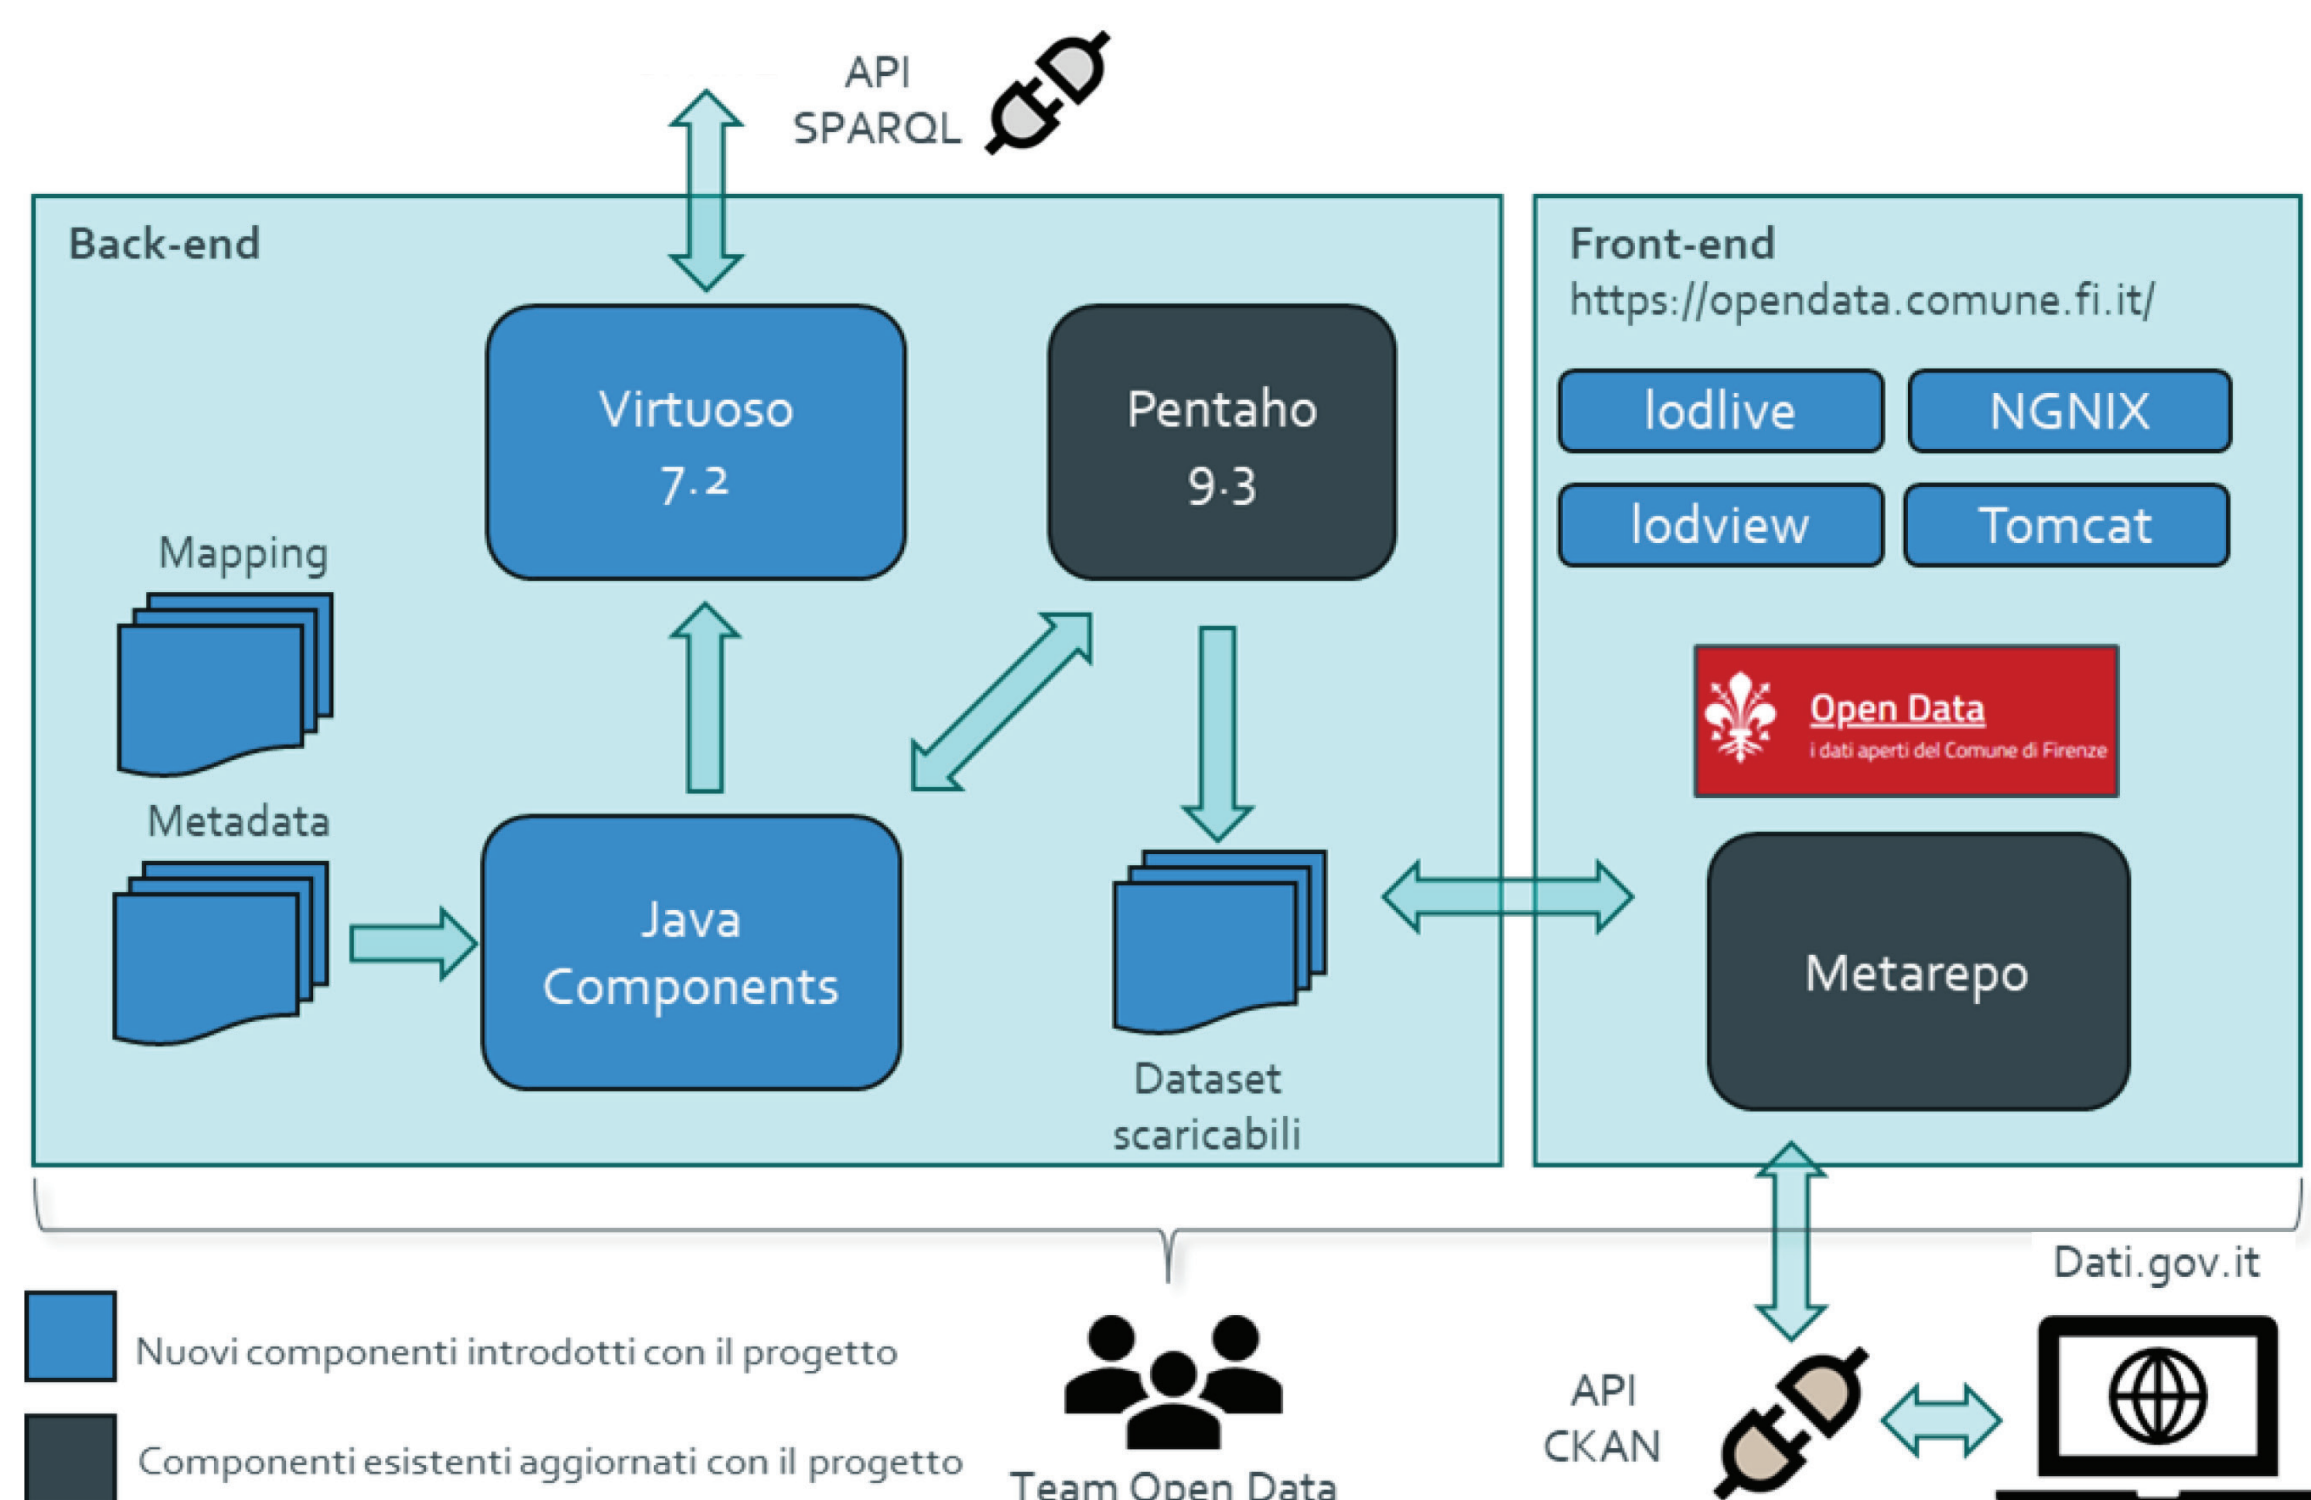 API
SPARQL
Back-end
Virtuoso
7.2
Pentaho
9.3
Mapping
Metadata
Java
Components
Dataset
scaricabili
Front-end
https://opendata.comune.fi.it/
lodlive
NGNIX
lodview
Tomcat
Open Data
i dati aperti del Comune di Firenze
Metarepo
Nuovi componenti introdotti con il progetto
Componenti esistenti aggiornati con il progetto
Team Open Data
API
CKAN
Dati.gov.it